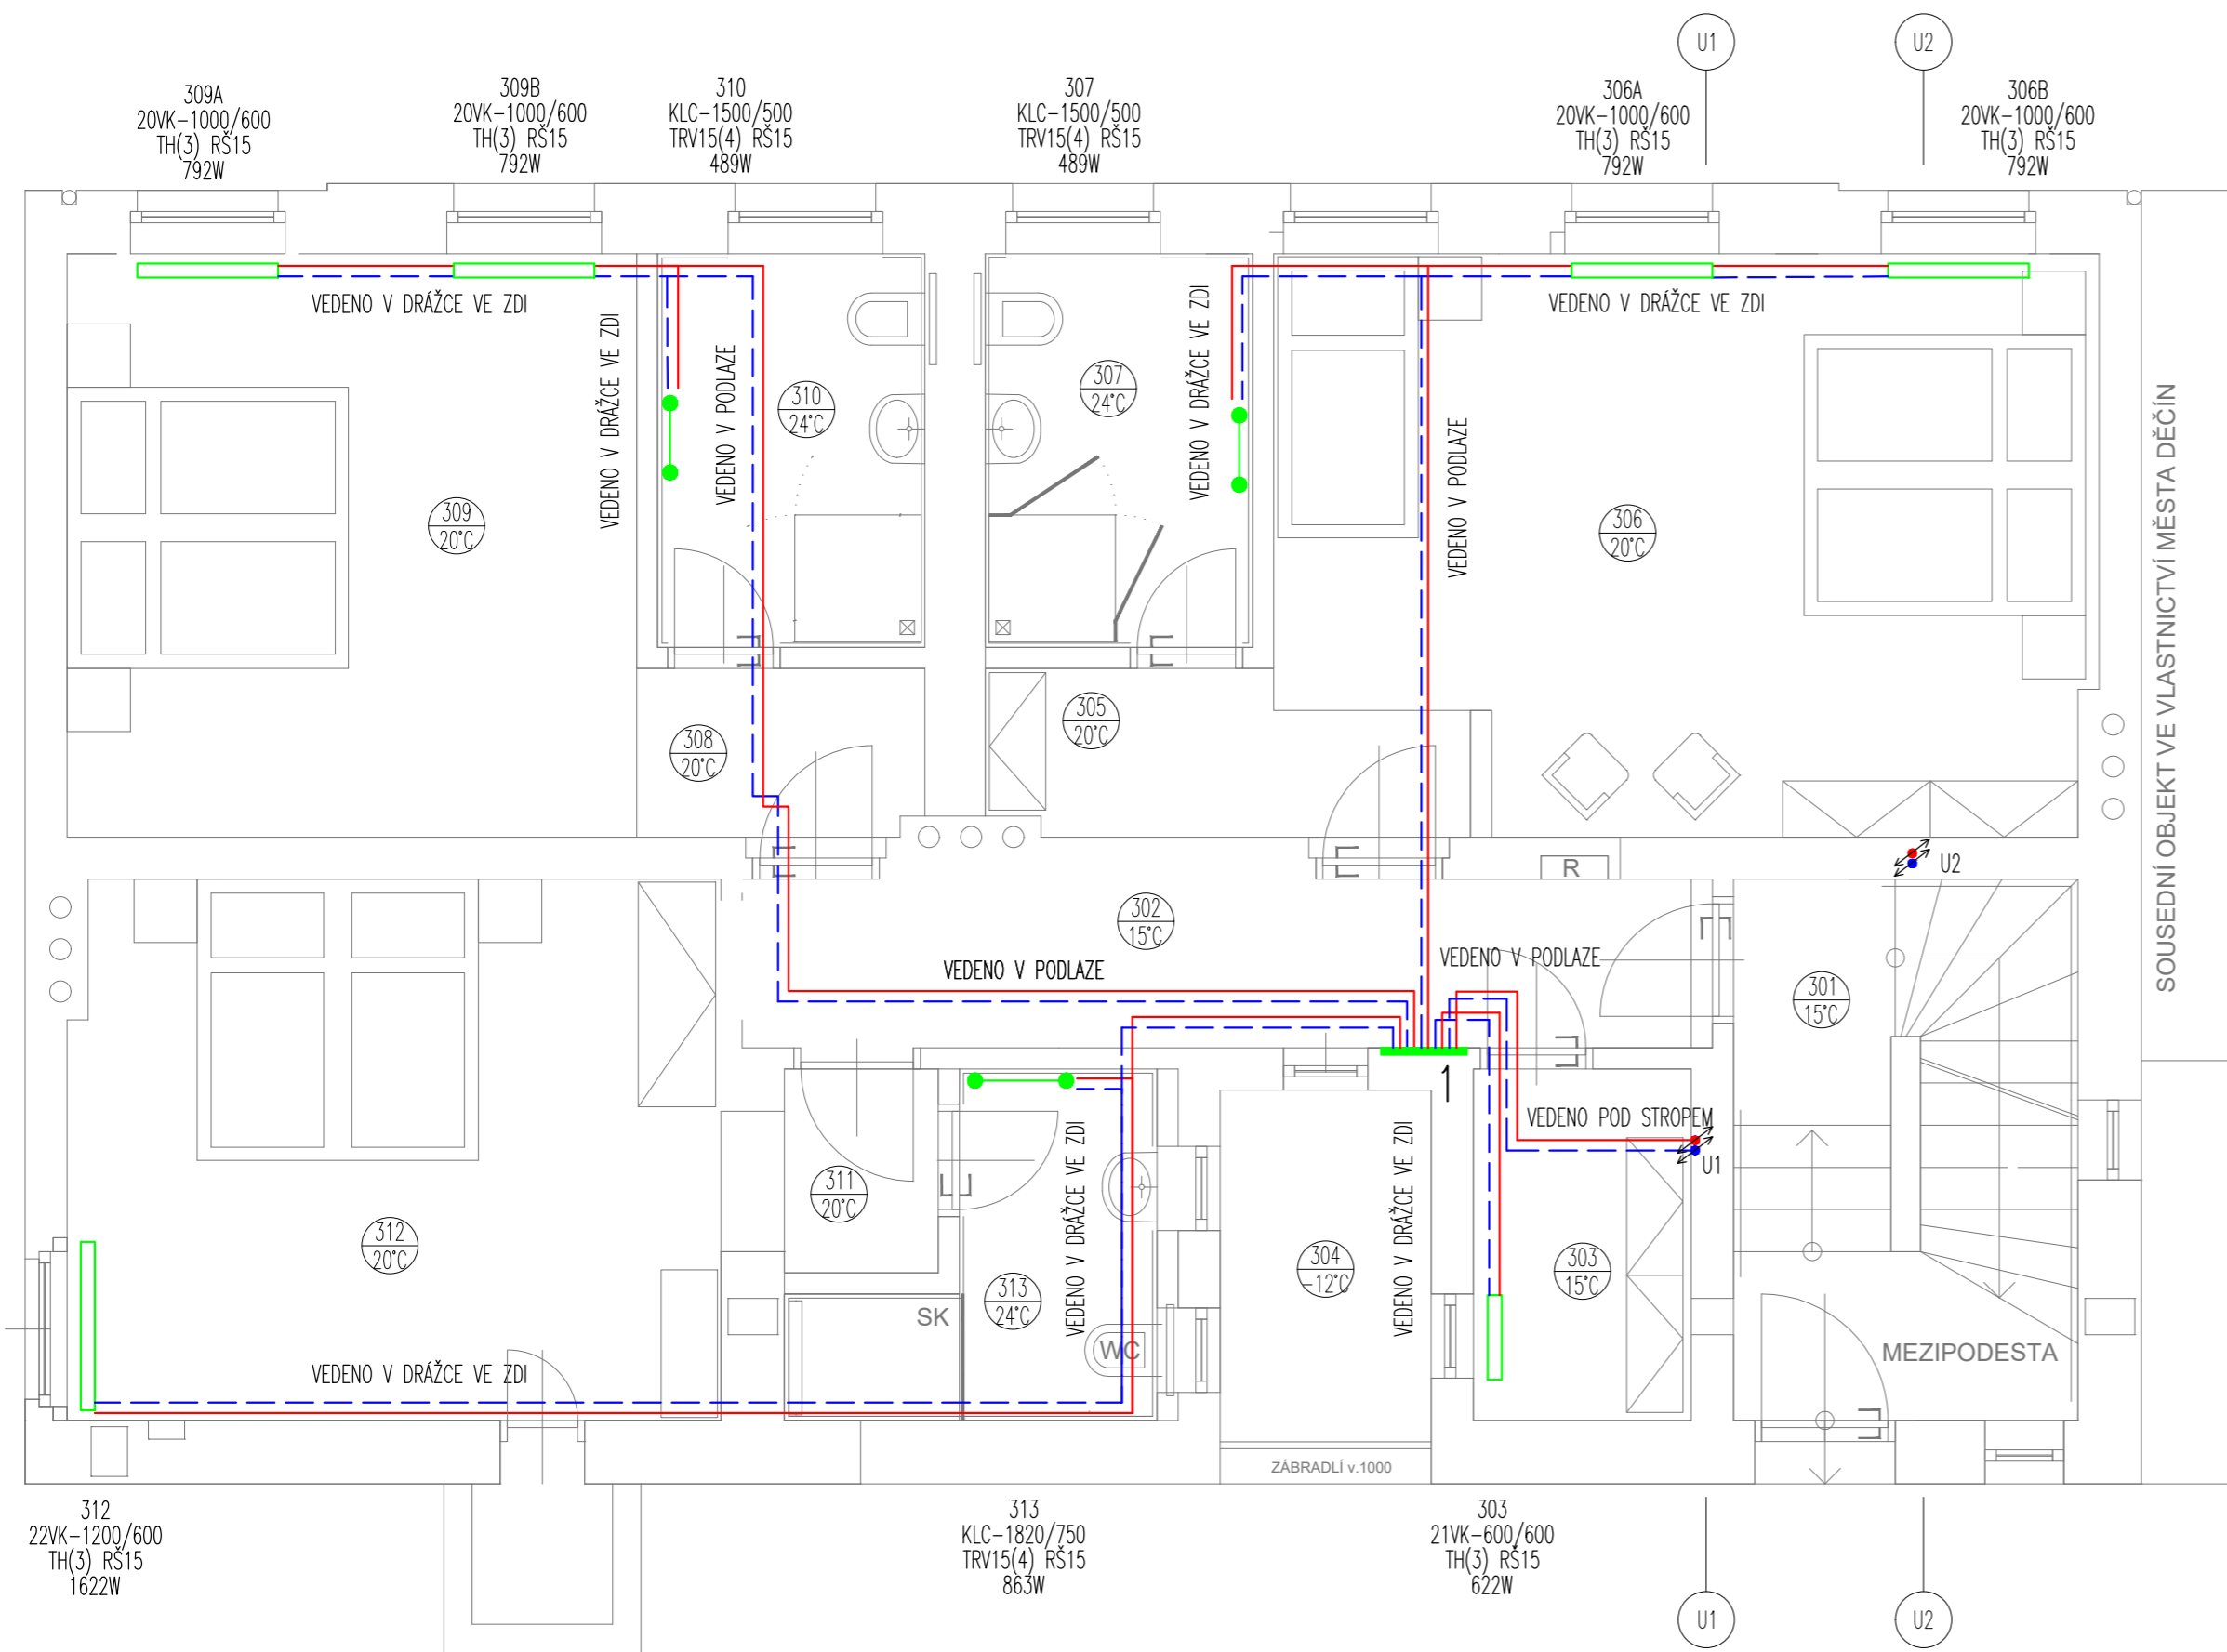 U1
U2
309A
20VK-1000/600
TH(3) RŠ15
792W
309B
20VK-1000/600
TH(3) RŠ15
792W
310
KLC-1500/500
TRV15(4) RŠ15
489W
307
KLC-1500/500
TRV15(4) RŠ15
489W
306A
20VK-1000/600
TH(3) RŠ15
792W
306B
20VK-1000/600
TH(3) RŠ15
792W
VEDENO V DRÁŽCE VE ZDI
VEDENO V DRÁŽCE VE ZDI
VEDENO V DRÁŽCE VE ZDI
VEDENO V PODLAZE
310
24°C
307
24°C
VEDENO V DRÁŽCE VE ZDI
VEDENO V PODLAZE
309
20°C
306
20°C
SOUSEDNÍ OBJEKT VE VLASTNICTVÍ MĚSTA DĚČÍN
308
20°C
305
20°C
R
U2
302
15°C
VEDENO V PODLAZE
VEDENO V PODLAZE
301
15°C
1
VEDENO POD STROPEM
U1
311
20°C
VEDENO V DRÁŽCE VE ZDI
VEDENO V DRÁŽCE VE ZDI
312
20°C
304
-12°C
303
15°C
313
24°C
SK
WC
MEZIPODESTA
VEDENO V DRÁŽCE VE ZDI
ZÁBRADLÍ v.1000
312
22VK-1200/600
TH(3) RŠ15
1622W
313
KLC-1820/750
TRV15(4) RŠ15
863W
303
21VK-600/600
TH(3) RŠ15
622W
U1
U2